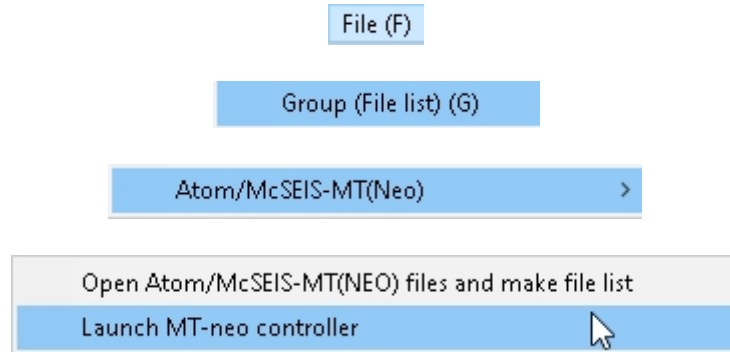 File (F)
Group (File list) (G)
Atom/McSEIS-MT(Neo)
Open Atom/McSEIS-MT(NEO) files and make file list
Launch MT-neo controller